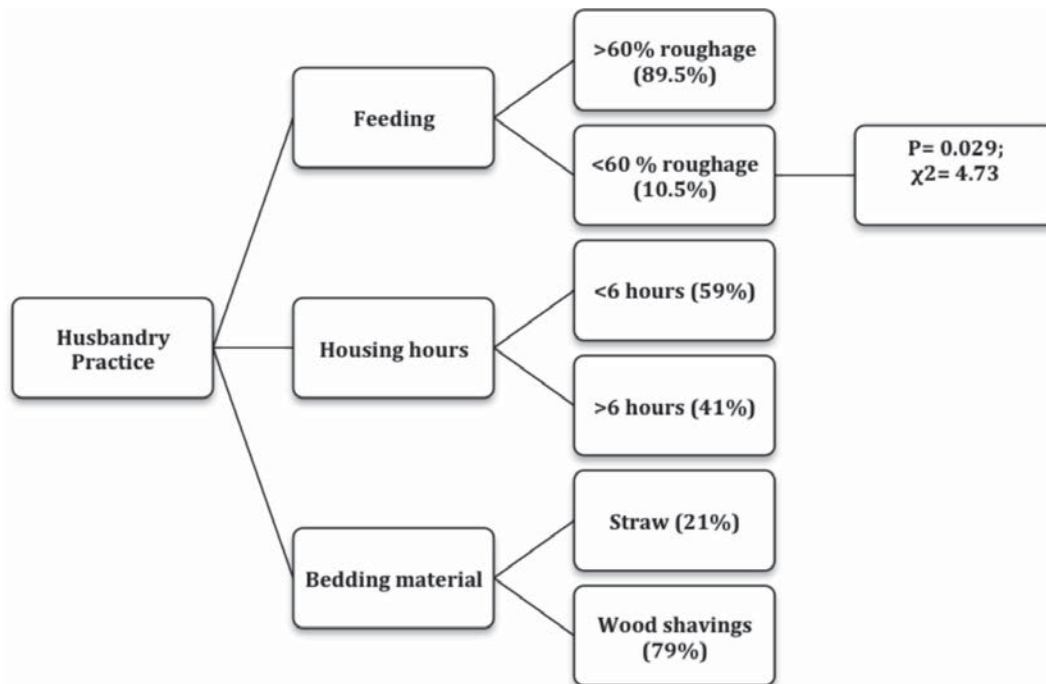 Husbandry
Practice
Feeding
>60% roughage
(89.5%)
<60 % roughage
(10.5%)
P= 0.029;
χ2= 4.73
Housing hours
<6 hours (59%)
>6 hours (41%)
Bedding material
Straw (21%)
Wood shavings
(79%)